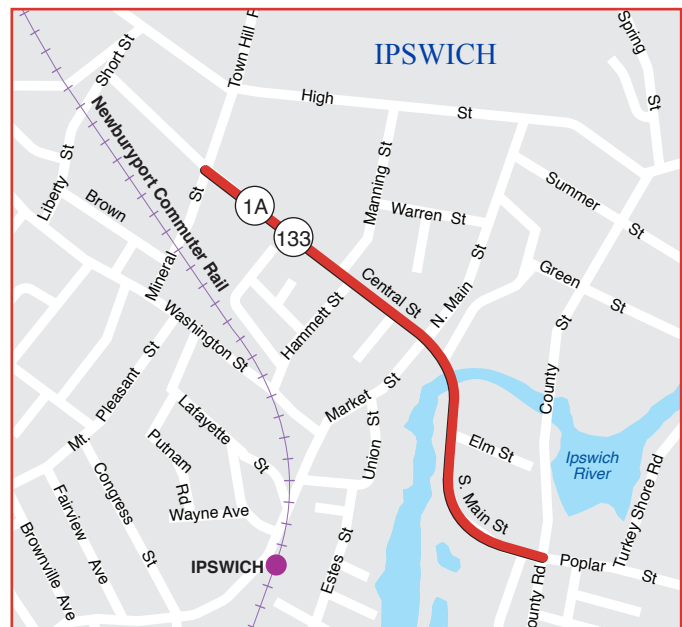 IPSWICH
Spring
St
Short St
Town Hill R
High
St
Newburyport Commuter Rail
Liberty St
Brown
St
1A
133
Manning St
Warren St
Summer
St
Mineral
Washington St
Hammett St
Central St
N. Main
St
Green
St
Mt. Pleasant St
Market St
County
St
Lafayette
St
Putnam
Rd
Union St
Elm St
Ipswich
River
Wayne Ave
Congress
St
Fairview
Ave
Brownville Ave
S. Main St
Turkey Shore Rd
IPSWICH
Estes St
Poplar
St
ounty Rd